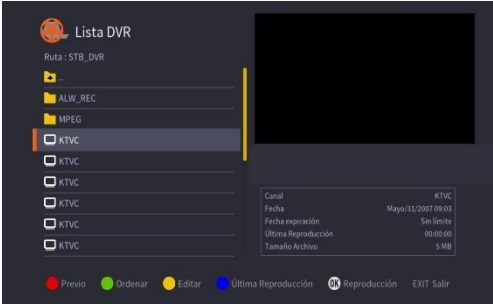 Lista DVR
Ruta : STB_DVR
..
ALW_REC
MPEG
KTVC
KTVC
KTVC
KTVC
KTVC
KTVC
Canal KTVC
Fecha Mayo/31/2007 09:03
Fecha expiración Sin límite
Última Reproducción 00:00:00
Tamaño Archivo 5 MB
Previo Ordenar Editar Última Reproducción OK Reproducción EXIT Salir